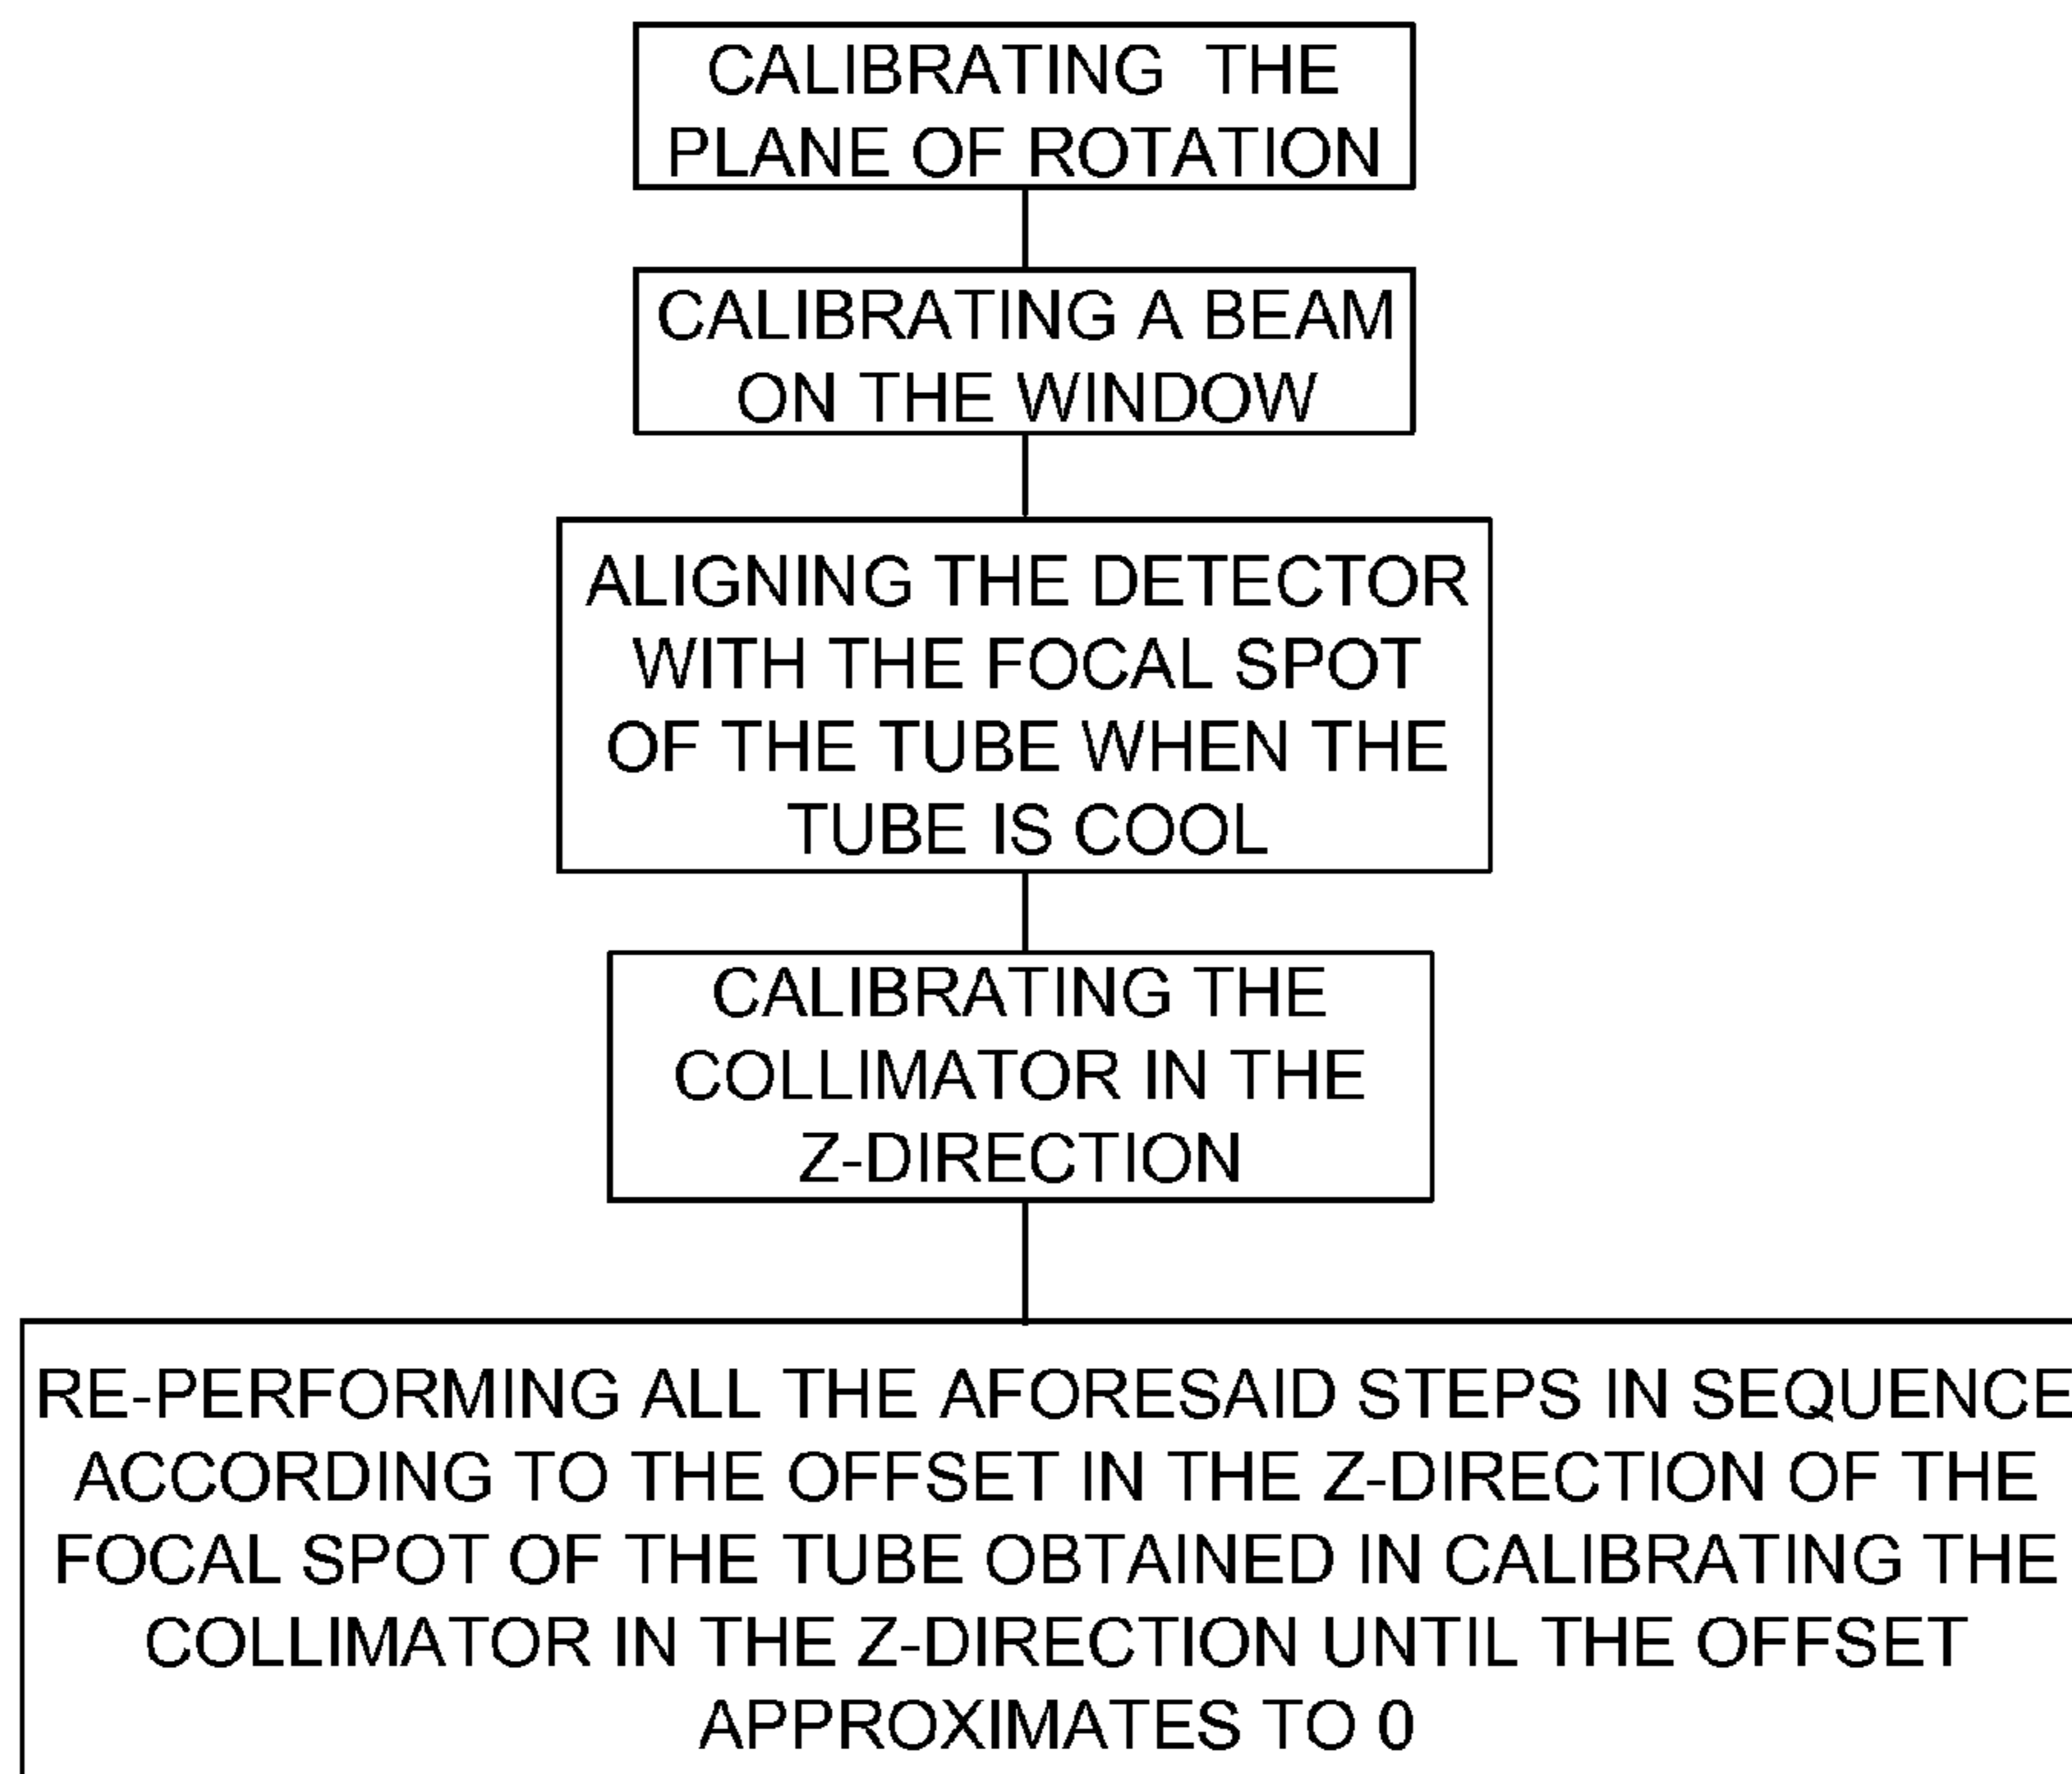 CALIBRATING THE
PLANE OF ROTATION
CALIBRATING A BEAM
ON THE WINDOW
ALIGNING THE DETECTOR
WITH THE FOCAL SPOT
OF THE TUBE WHEN THE
TUBE IS COOL
CALIBRATING THE
COLLIMATOR IN THE
Z-DIRECTION
RE-PERFORMING ALL THE AFORESAID STEPS IN SEQUENCE
ACCORDING TO THE OFFSET IN THE Z-DIRECTION OF THE
FOCAL SPOT OF THE TUBE OBTAINED IN CALIBRATING THE
COLLIMATOR IN THE Z-DIRECTION UNTIL THE OFFSET
APPROXIMATES TO 0